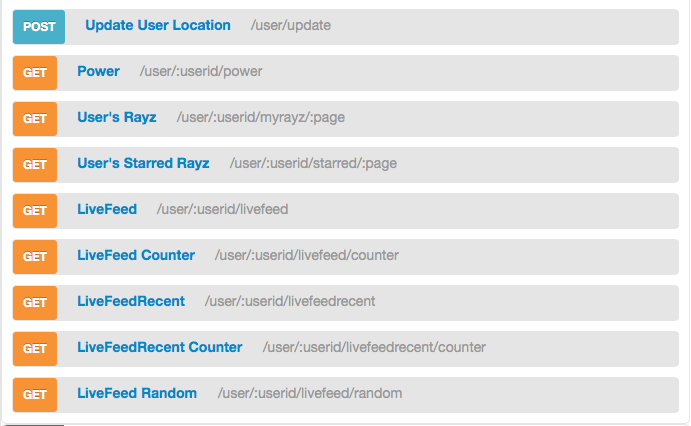 POST Update User Location /user/update
GET Power /user/:userid/power
GET User's Rayz /user/:userid/myrayz/:page
GET User's Starred Rayz /user/:userid/starred/:page
GET LiveFeed /user/:userid/livefeed
GET LiveFeed Counter /user/:userid/livefeed/counter
GET LiveFeedRecent /user/:userid/livefeedrecent
GET LiveFeedRecent Counter /user/:userid/livefeedrecent/counter
GET LiveFeed Random /user/:userid/livefeed/random